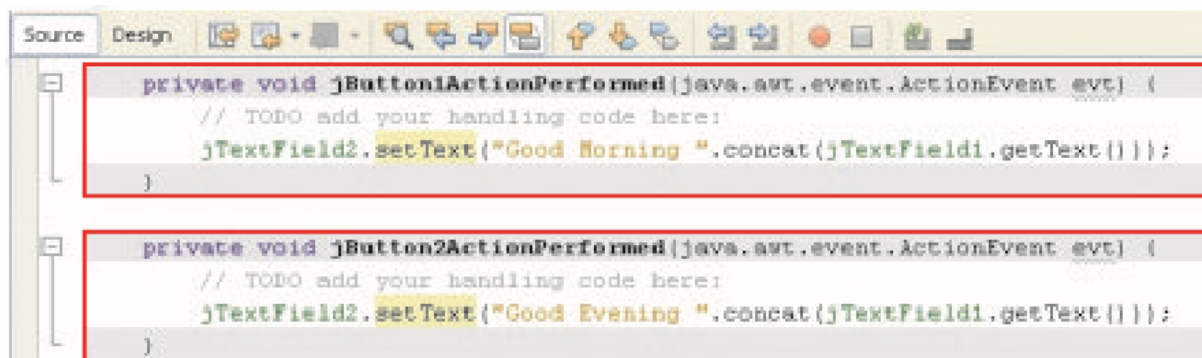 Source Design
private void jButton1ActionPerformed(java.awt.event.ActionEvent evt) {
// TODO add your handling code here:
jTextField2.setText("Good Morning ".concat(jTextField1.getText()));
}
private void jButton2ActionPerformed(java.awt.event.ActionEvent evt) {
// TODO add your handling code here:
jTextField2.setText("Good Evening ".concat(jTextField1.getText()));
}